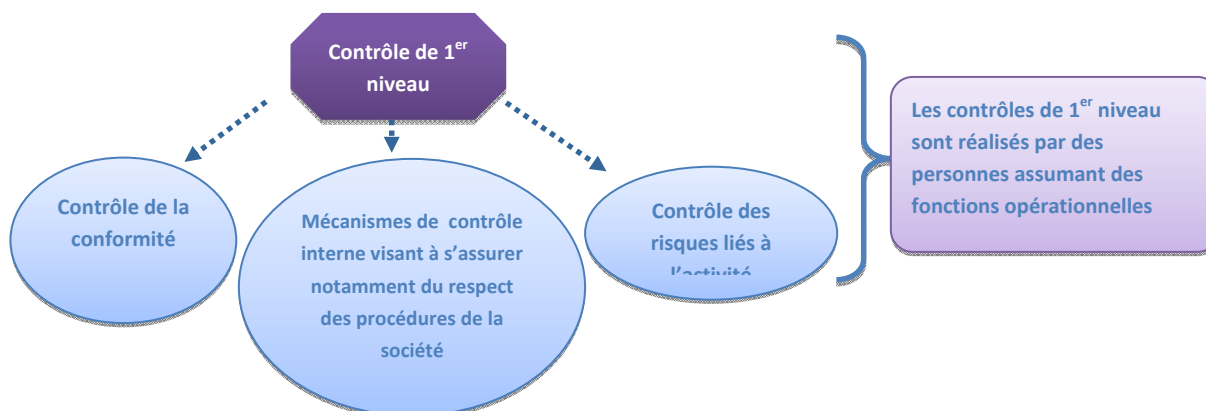 Contrôle de 1er
niveau
Contrôle de la
conformité
Mécanismes de contrôle
interne visant à s’assurer
notamment du respect
des procédures de la
société
Contrôle des
risques liés à
l’activité
Les contrôles de 1er niveau
sont réalisés par des
personnes assumant des
fonctions opérationnelles